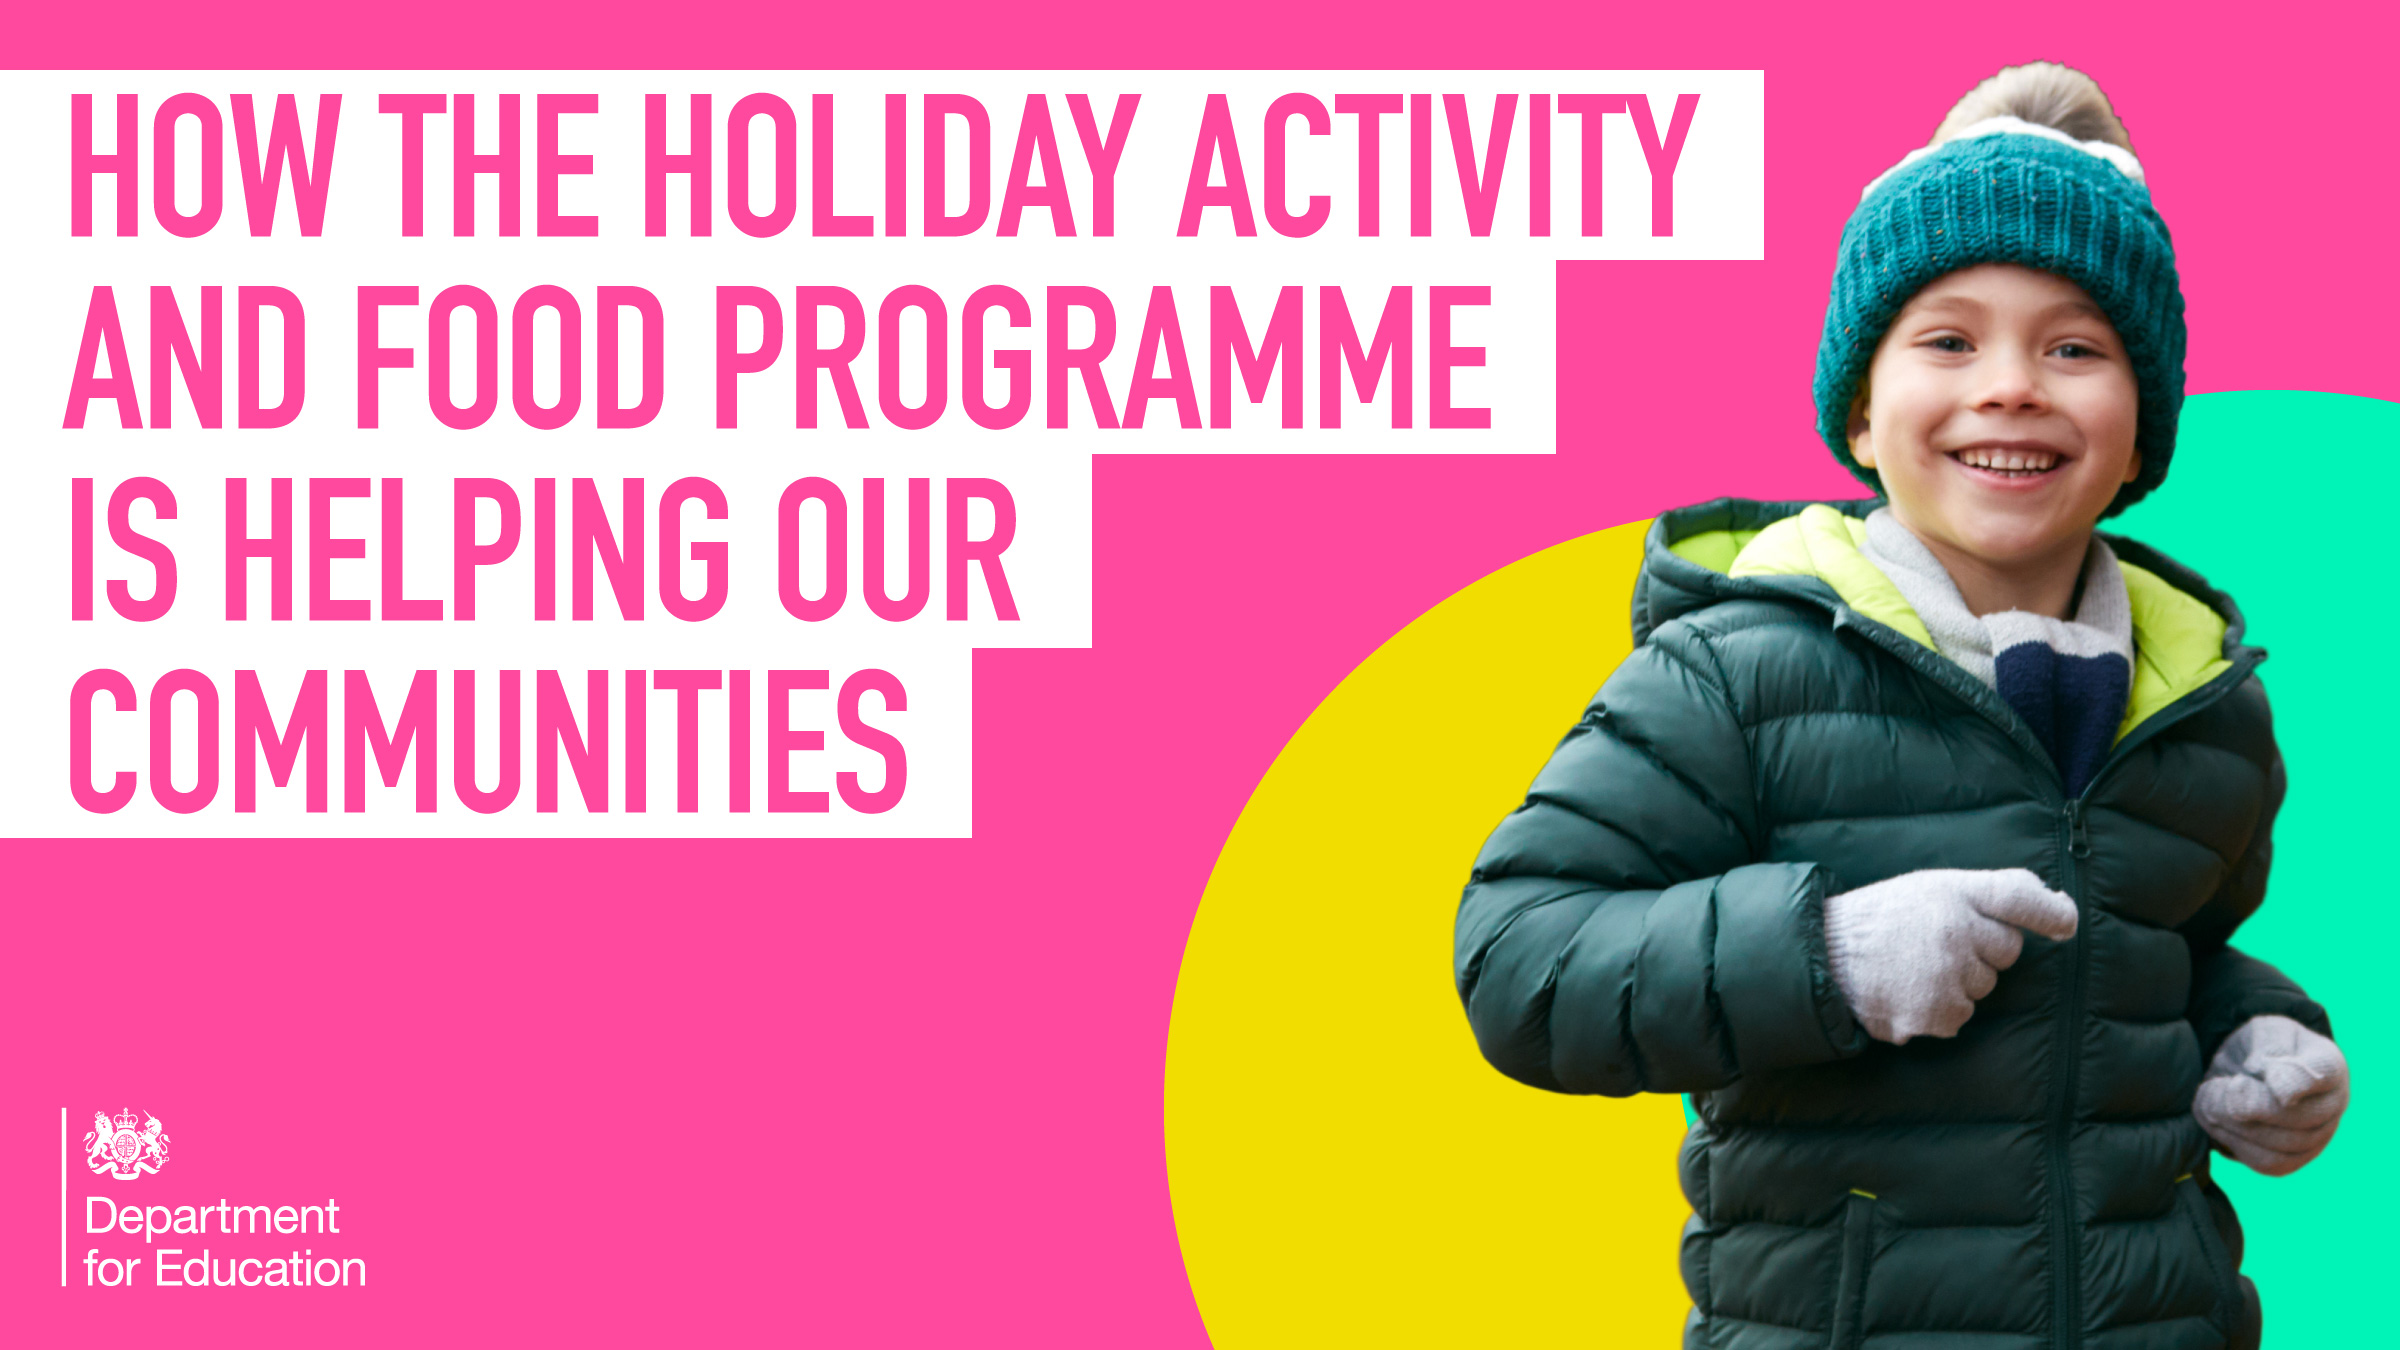 HOW THE HOLIDAY ACTIVITY
AND FOOD PROGRAMME
IS HELPING OUR
COMMUNITIES
Department
for Education